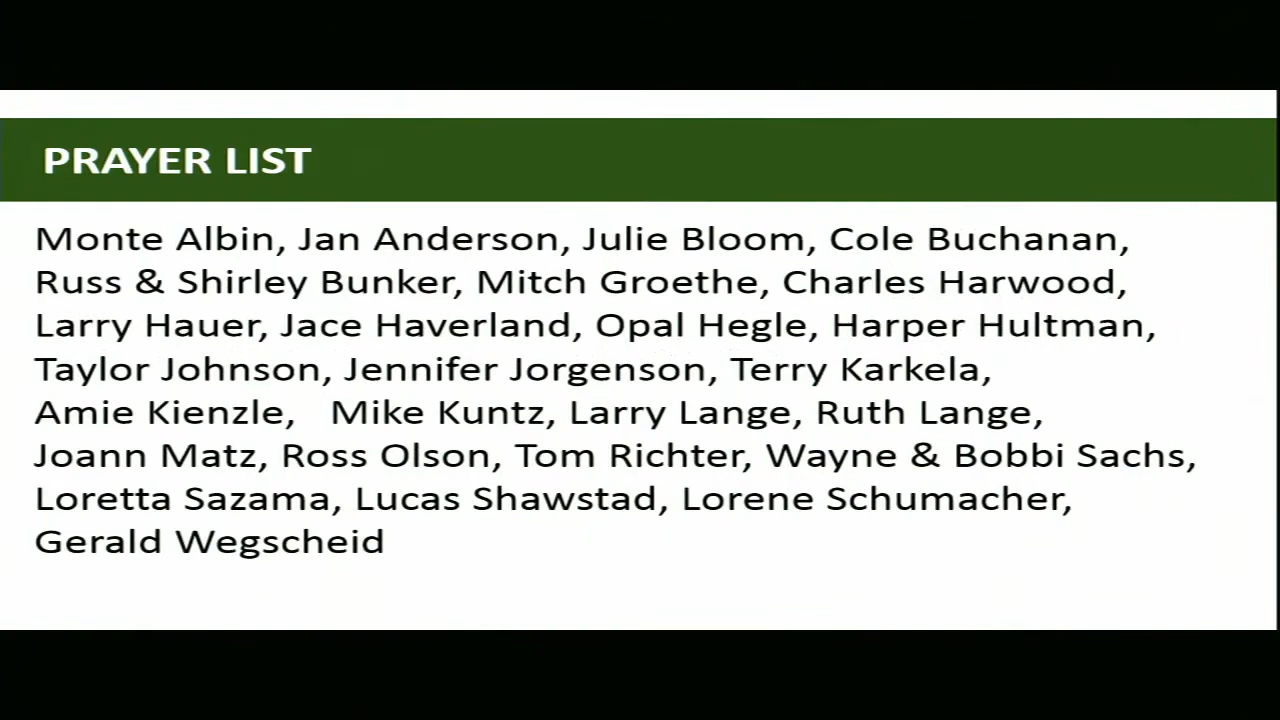 PRAYER LIST
Monte Albin, Jan Anderson, Julie Bloom, Cole Buchanan,
Russ & Shirley Bunker, Mitch Groethe, Charles Harwood,
Larry Hauer, Jace Haverland, Opal Hegle, Harper Hultman,
Taylor Johnson, Jennifer Jorgenson, Terry Karkela,
Amie Kienzle,   Mike Kuntz, Larry Lange, Ruth Lange,
Joann Matz, Ross Olson, Tom Richter, Wayne & Bobbi Sachs,
Loretta Sazama, Lucas Shawstad, Lorene Schumacher,
Gerald Wegscheid